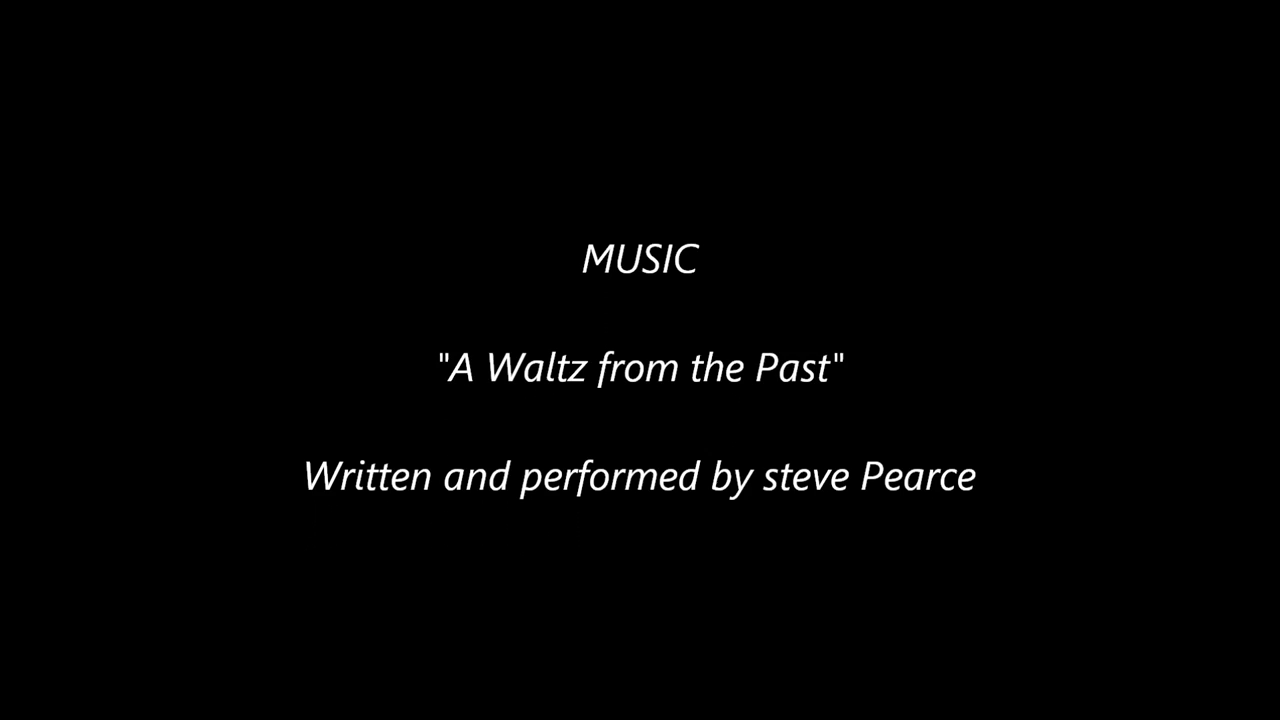 MUSIC
"A Waltz from the Past"
Written and performed by steve Pearce